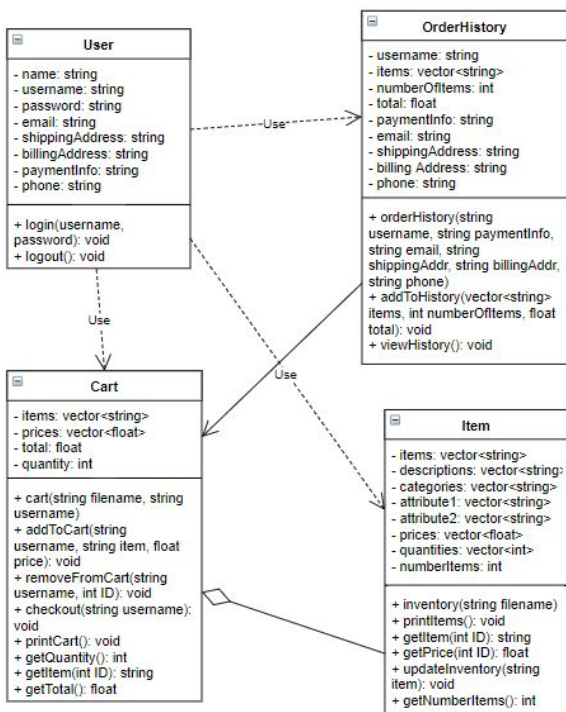 User
- name: string
- username: string
- password: string
- email: string
- shippingAddress: string
- billingAddress: string
- paymentInfo: string
- phone: string
+ login(username,
password): void
+ logout(): void
Use
OrderHistory
- username: string
- items: vector<string>
- numberOfItems: int
- total: float
- paymentInfo: string
- email: string
- shippingAddress: string
- billing Address: string
- phone: string
+ orderHistory(string
username, string paymentInfo,
string email, string
shippingAddr, string billingAddr,
string phone)
+ addToHistory(vector<string>
items, int numberOfItems, float
total): void
+ viewHistory(): void
Use
Use
Cart
- items: vector<string>
- prices: vector<float>
- total: float
- quantity: int
+ cart(string filename, string
username)
+ addToCart(string
username, string item, float
price): void
+ removeFromCart(string
username, int ID): void
+ checkout(string username):
void
+ printCart(): void
+ getQuantity(): int
+ getItem(int ID): string
+ getTotal(): float
Item
- items: vector<string>
- descriptions: vector<string>
- categories: vector<string>
- attribute1: vector<string>
- attribute2: vector<string>
- prices: vector<float>
- quantities: vector<int>
- numberItems: int
+ inventory(string filename)
+ printItems(): void
+ getItem(int ID): string
+ getPrice(int ID): float
+ updateInventory(string
item): void
+ getNumberItems(): int